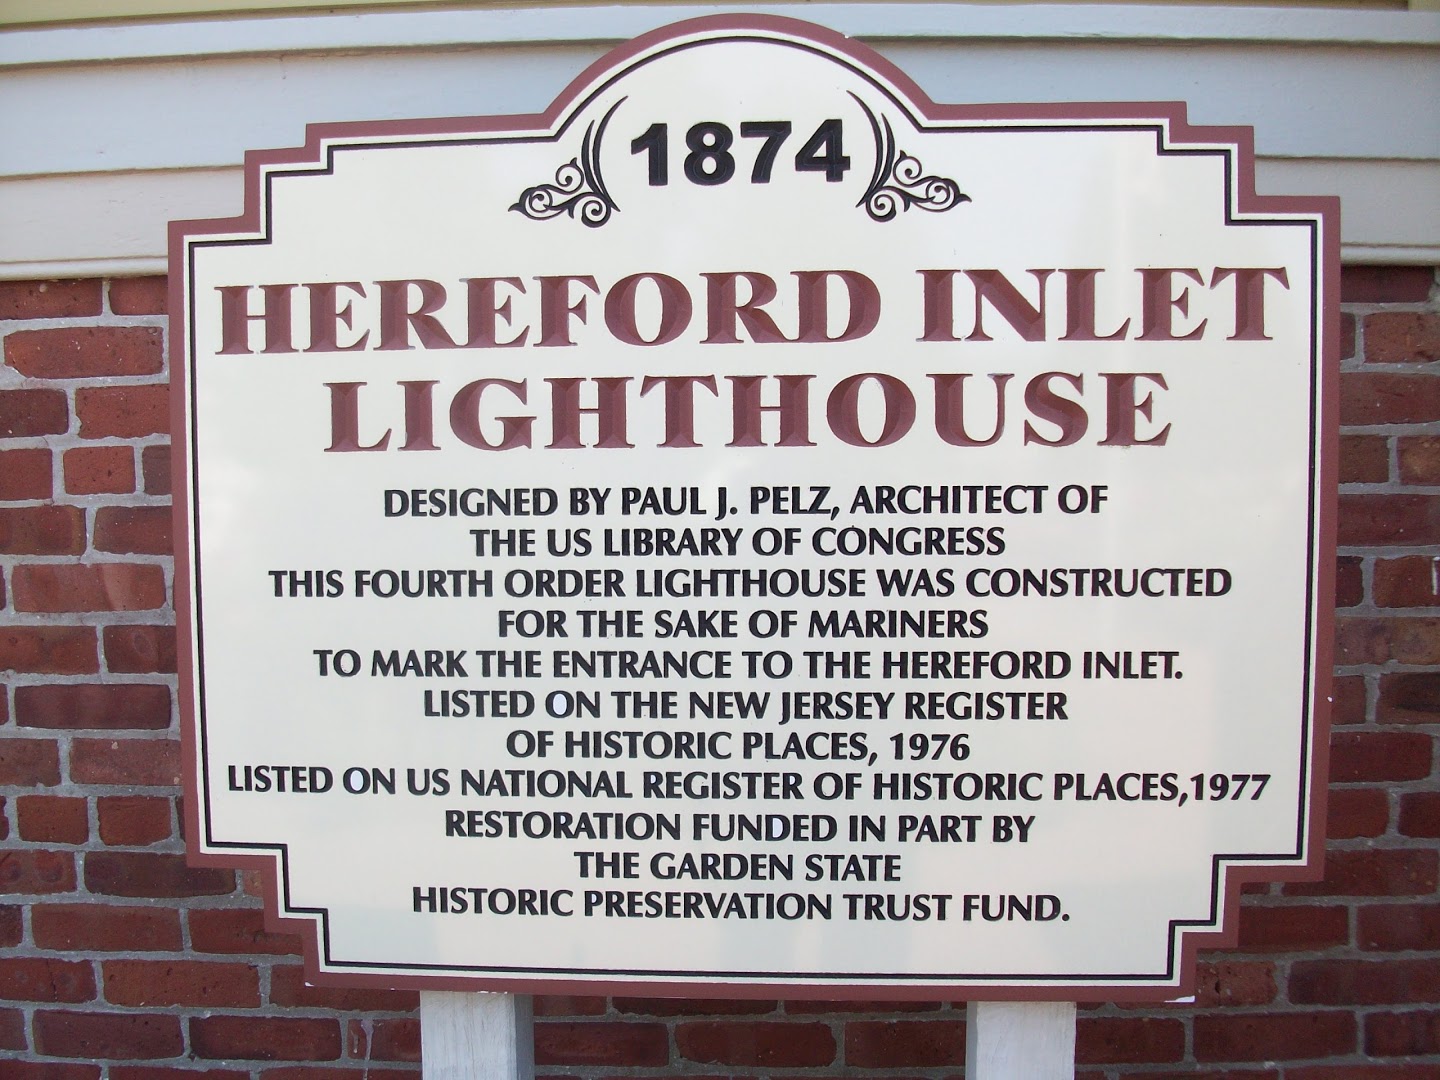 1874
HEREFORD INLET
LIGHTHOUSE
DESIGNED BY PAUL J. PELZ, ARCHITECT OF
THE US LIBRARY OF CONGRESS
THIS FOURTH ORDER LIGHTHOUSE WAS CONSTRUCTED
FOR THE SAKE OF MARINERS
TO MARK THE ENTRANCE TO THE HEREFORD INLET.
LISTED ON THE NEW JERSEY REGISTER
OF HISTORIC PLACES, 1976
LISTED ON US NATIONAL REGISTER OF HISTORIC PLACES,1977
RESTORATION FUNDED IN PART BY
THE GARDEN STATE
HISTORIC PRESERVATION TRUST FUND.